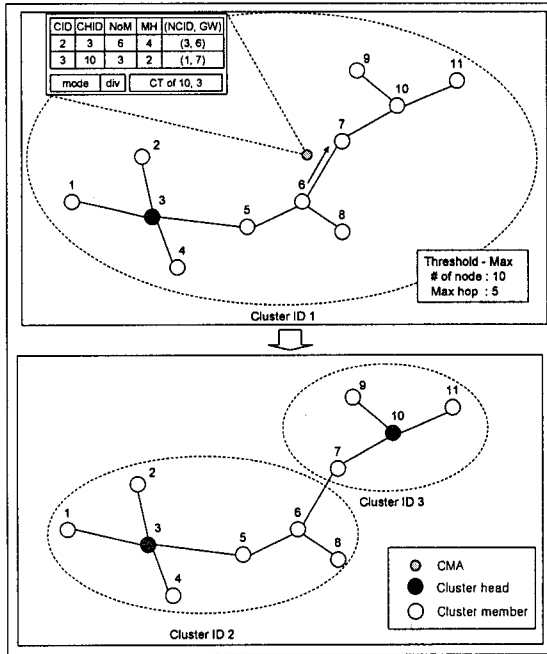 CID CHID NoM MH (NCID, GW)
2 3 6 4 (3, 6)
3 10 3 2 (1, 7)
mode div CT of 10, 3
9
11
10
7
2
1
3
6
5
8
4
Threshold - Max
# of node : 10
Max hop : 5
Cluster ID 1
9
11
10
7
2
Cluster ID 3
1
3
6
5
8
4
CMA
Cluster head
Cluster member
Cluster ID 2